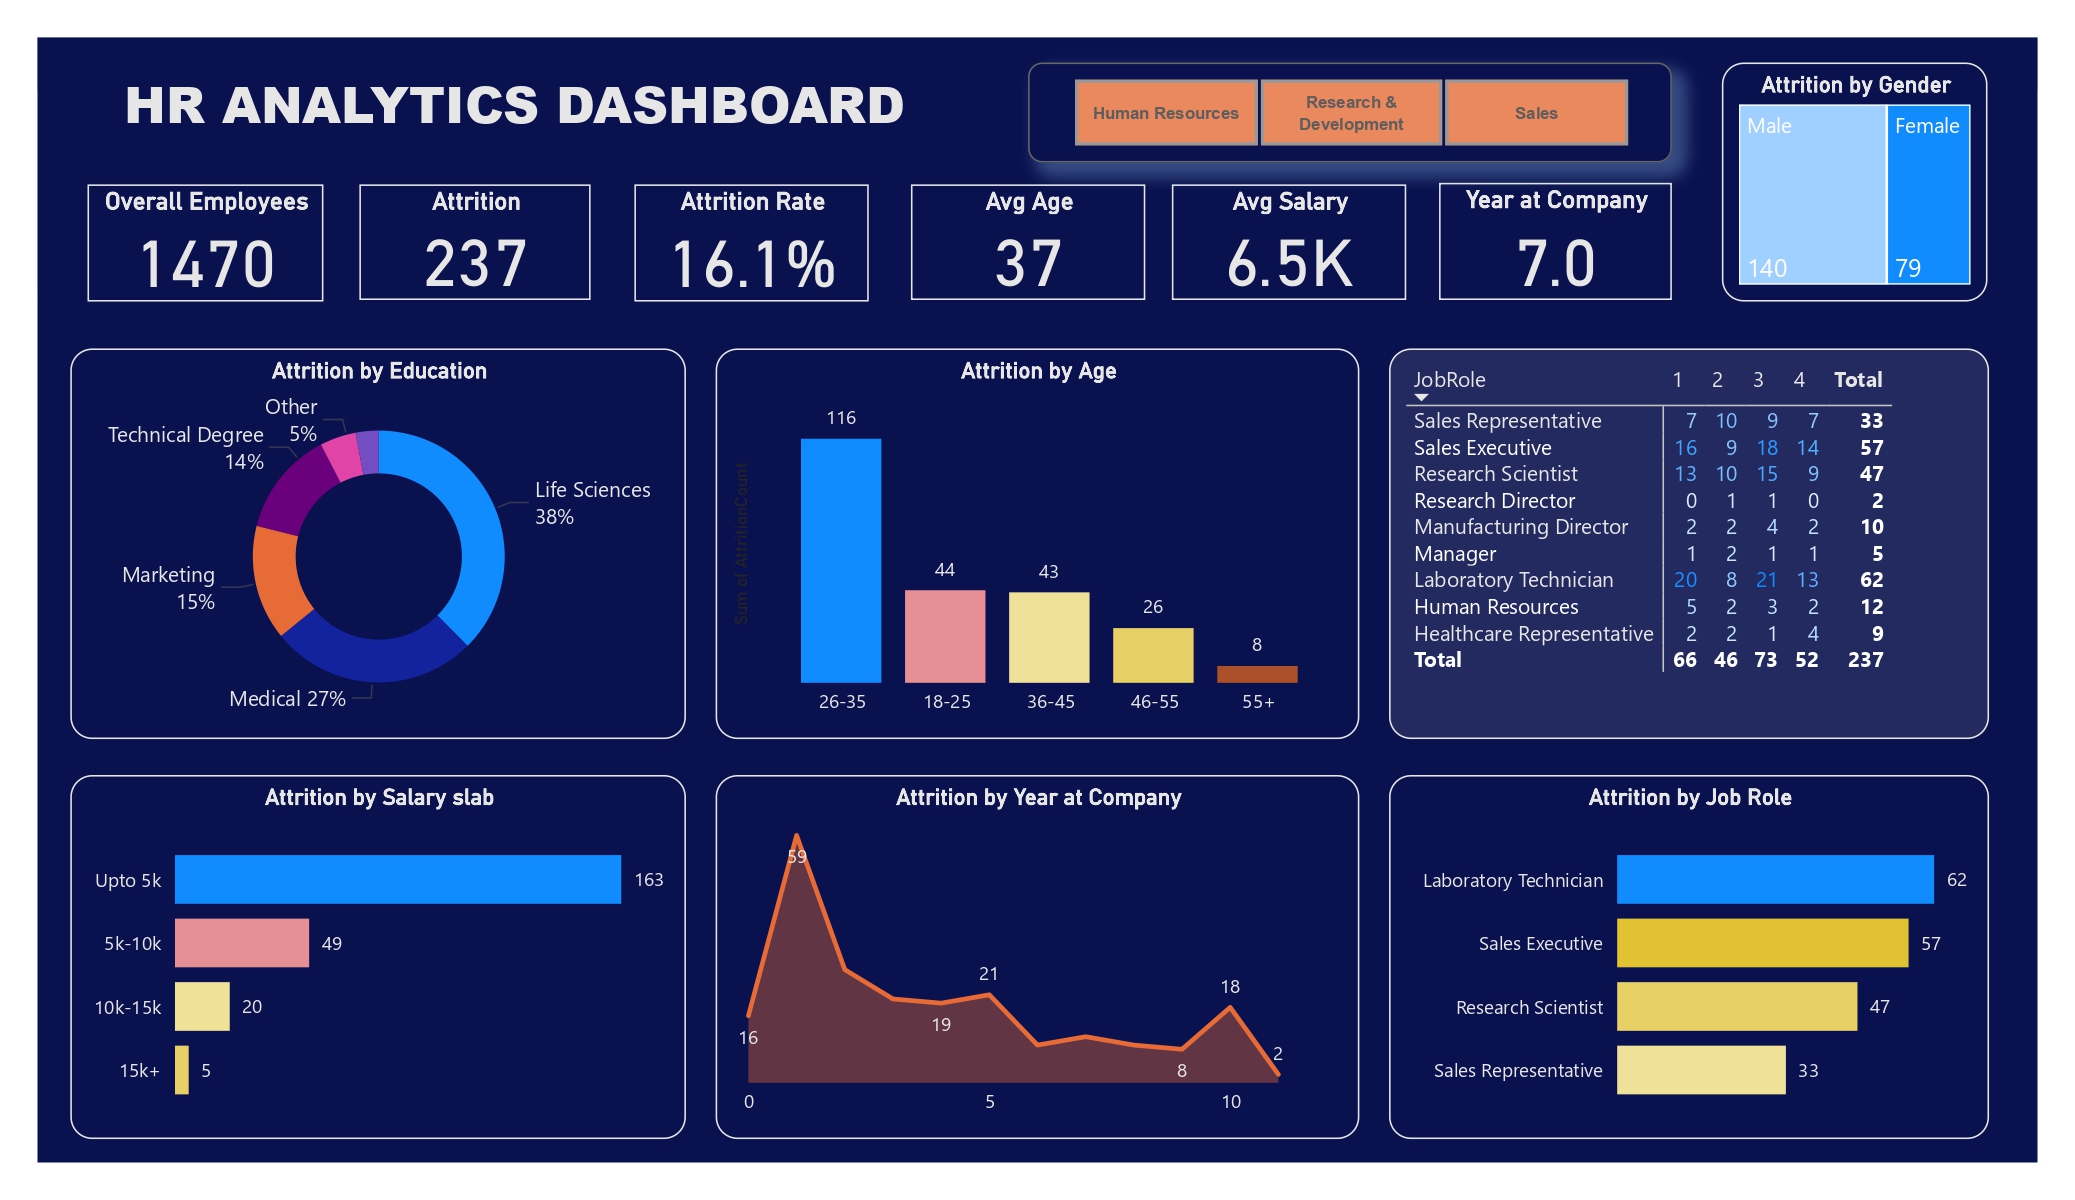 HR ANALYTICS DASHBOARD
Human Resources
Research &
Development
Sales
Attrition by Gender
Male
Female
140
79
Overall Employees
1470
Attrition
237
Attrition Rate
16.1%
Avg Age
37
Avg Salary
6.5K
Year at Company
7.0
Attrition by Education
Other
5%
Technical Degree
14%
Life Sciences
38%
Marketing
15%
Medical 27%
Attrition by Age
Sum of AttritionCount
116
44
43
26
8
26-35
18-25
36-45
46-55
55+
JobRole 1 2 3 4 Total
Sales Representative 7 10 9 7 33
Sales Executive 16 9 18 14 57
Research Scientist 13 10 15 9 47
Research Director 0 1 1 0 2
Manufacturing Director 2 2 4 2 10
Manager 1 2 1 1 5
Laboratory Technician 20 8 21 13 62
Human Resources 5 2 3 2 12
Healthcare Representative 2 2 1 4 9
Total 66 46 73 52 237
Attrition by Salary slab
Upto 5k 163
5k-10k 49
10k-15k 20
15k+ 5
Attrition by Year at Company
59
16
19
21
8
18
2
0
5
10
Attrition by Job Role
Laboratory Technician 62
Sales Executive 57
Research Scientist 47
Sales Representative 33